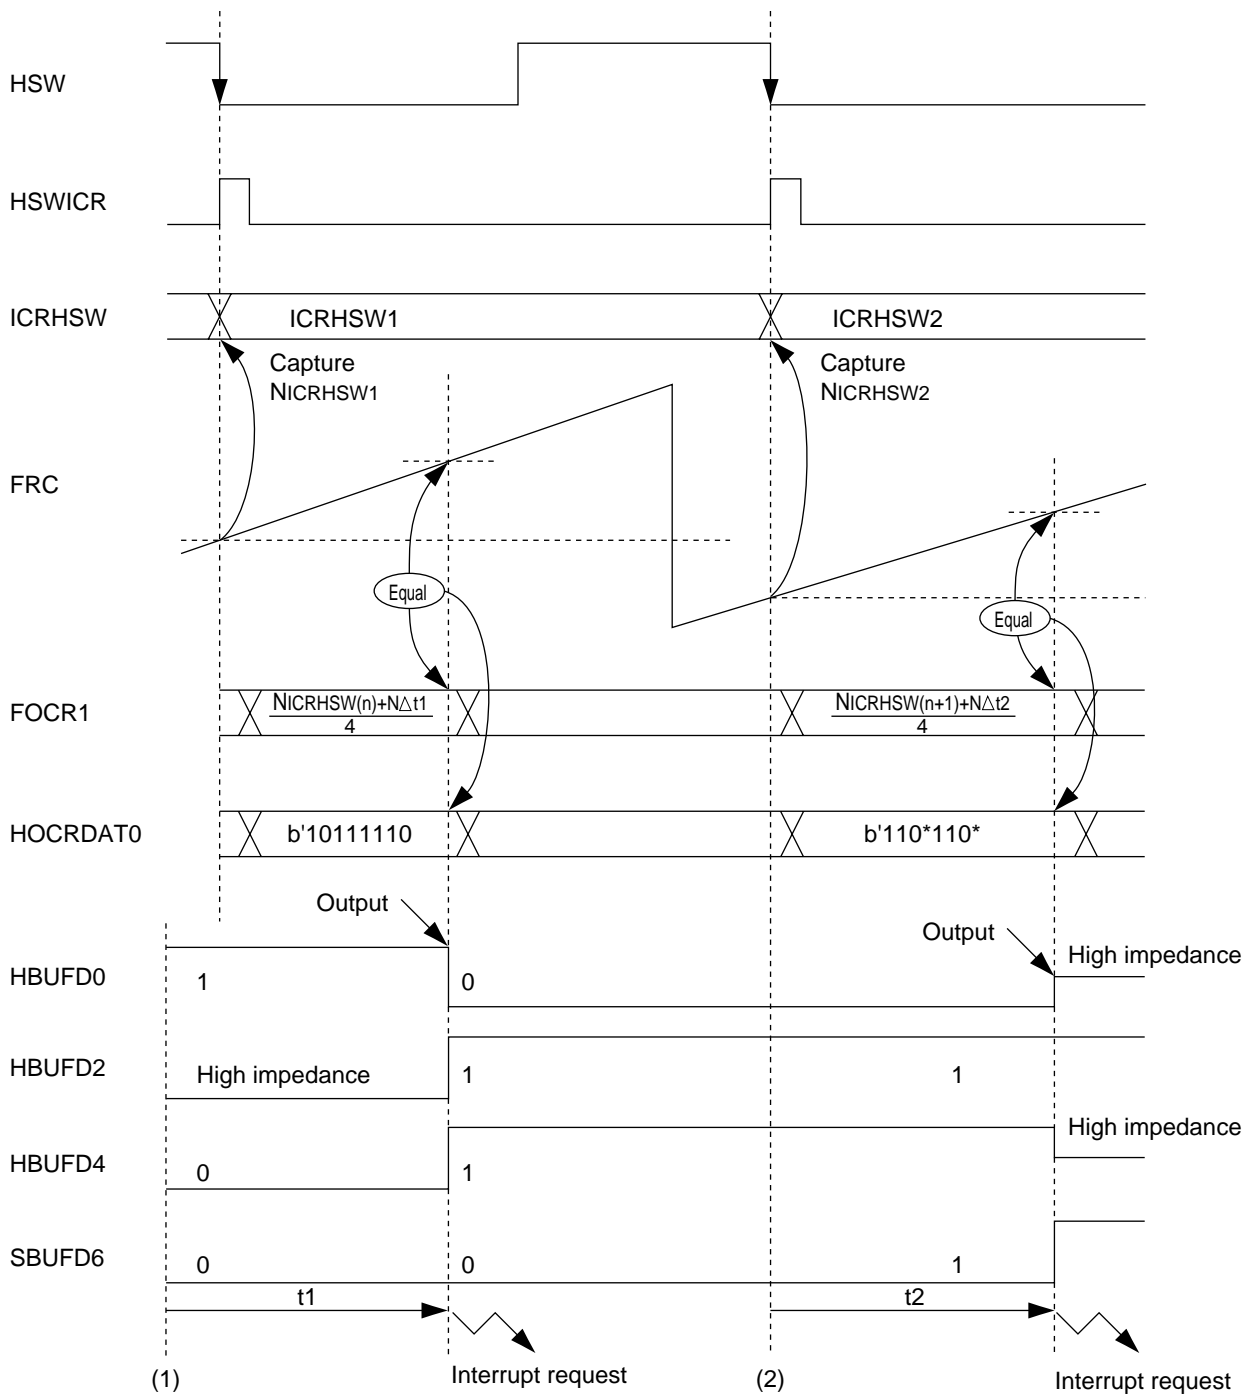 HSW
HSWICR
ICRHSW
ICRHSW1
ICRHSW2
Capture
NICRHSW1
Capture
NICRHSW2
FRC
Equal
Equal
FOCR1
NICRHSW(n)+N△t1
4
NICRHSW(n+1)+N△t2
4
HOCRDAT0
b'10111110
b'110*110*
Output
Output
High impedance
HBUFD0
1
0
HBUFD2
High impedance
1
1
High impedance
HBUFD4
0
1
SBUFD6
0
0
1
t1
t2
(1)
Interrupt request
(2)
Interrupt request